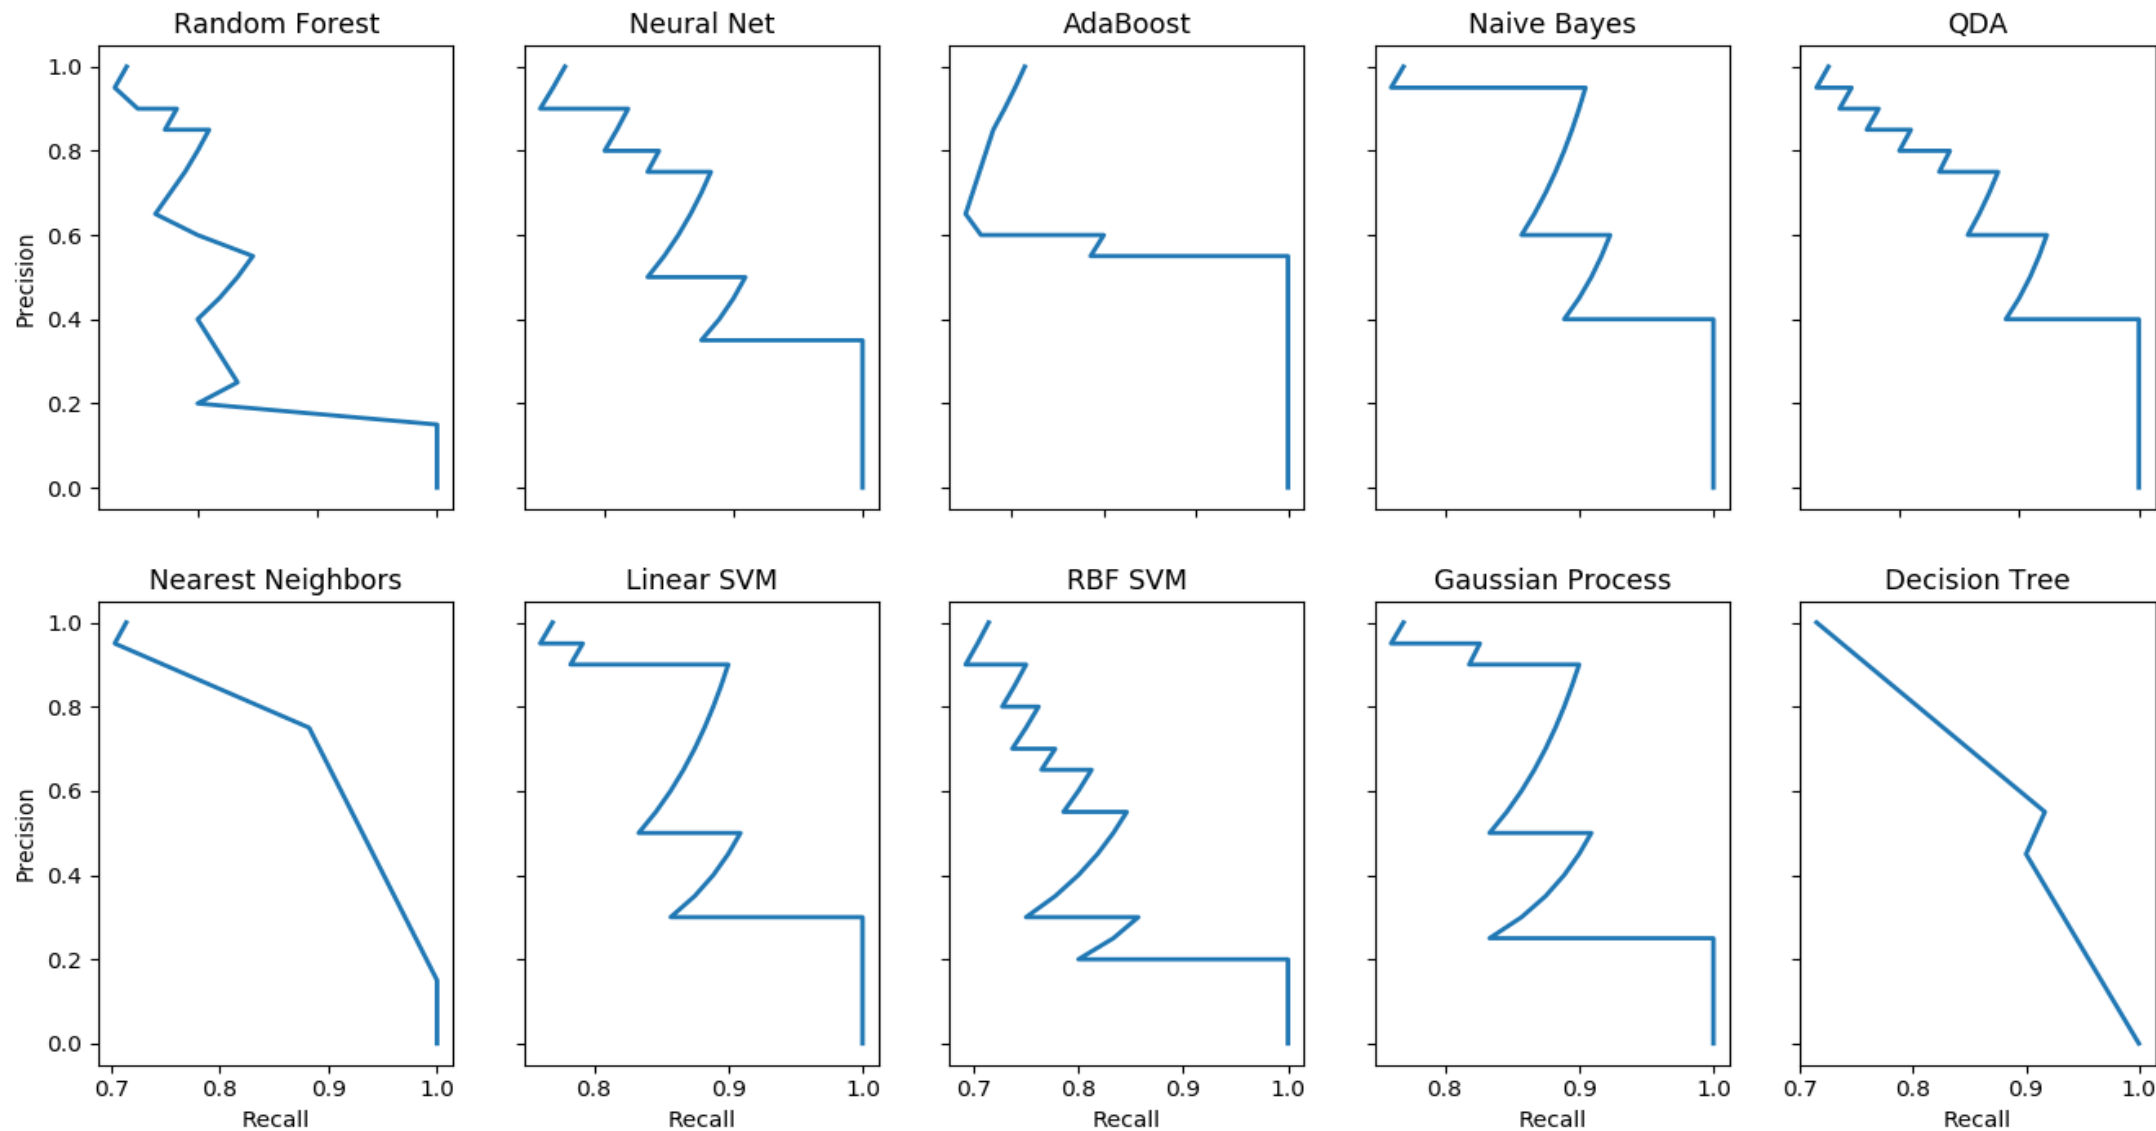 Random Forest Neural Net AdaBoost Naive Bayes QDA
1.0
0.8
0.6
0.4
0.2
0.0
Precision
Nearest Neighbors Linear SVM RBF SVM Gaussian Process Decision Tree
1.0
0.8
0.6
0.4
0.2
0.0
Precision
0.7 0.8 0.9 1.0 0.8 0.9 1.0 0.7 0.8 0.9 1.0 0.8 0.9 1.0 0.7 0.8 0.9 1.0
Recall Recall Recall Recall Recall